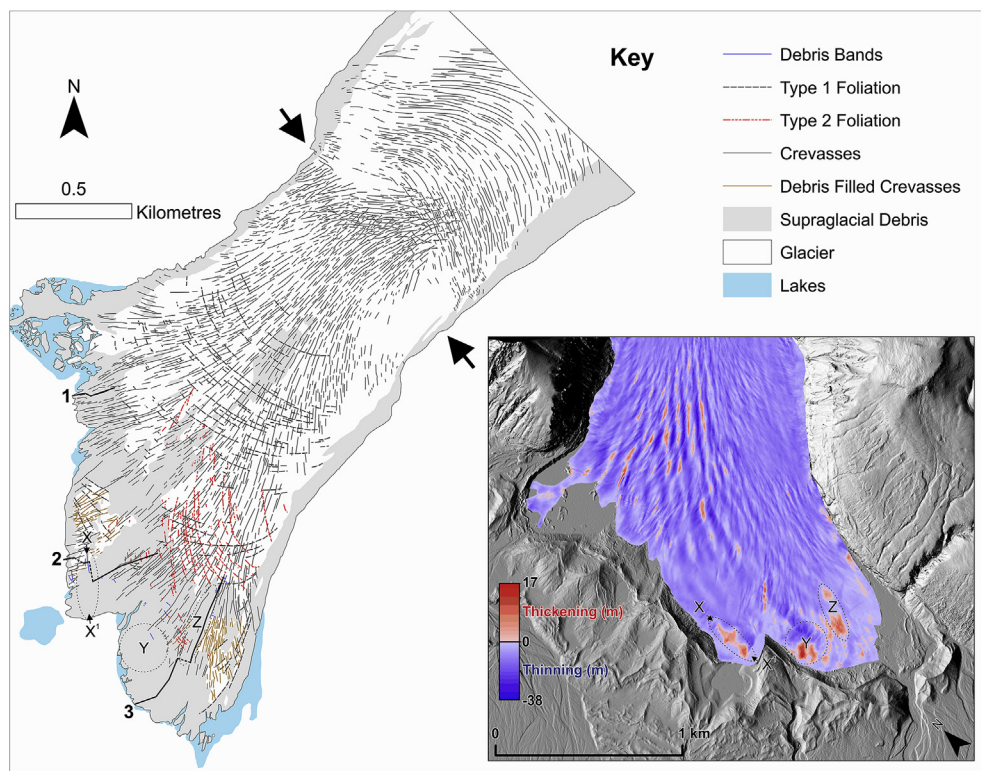 Key
Debris Bands
Type 1 Foliation
Type 2 Foliation
Crevasses
Debris Filled Crevasses
Supraglacial Debris
Glacier
Lakes
N
0.5
Kilometres
1
2
X
X¹
Y
Z
3
17
Thickening (m)
0
Thinning (m)
-38
X
X
Y
Z
0
1 km
N